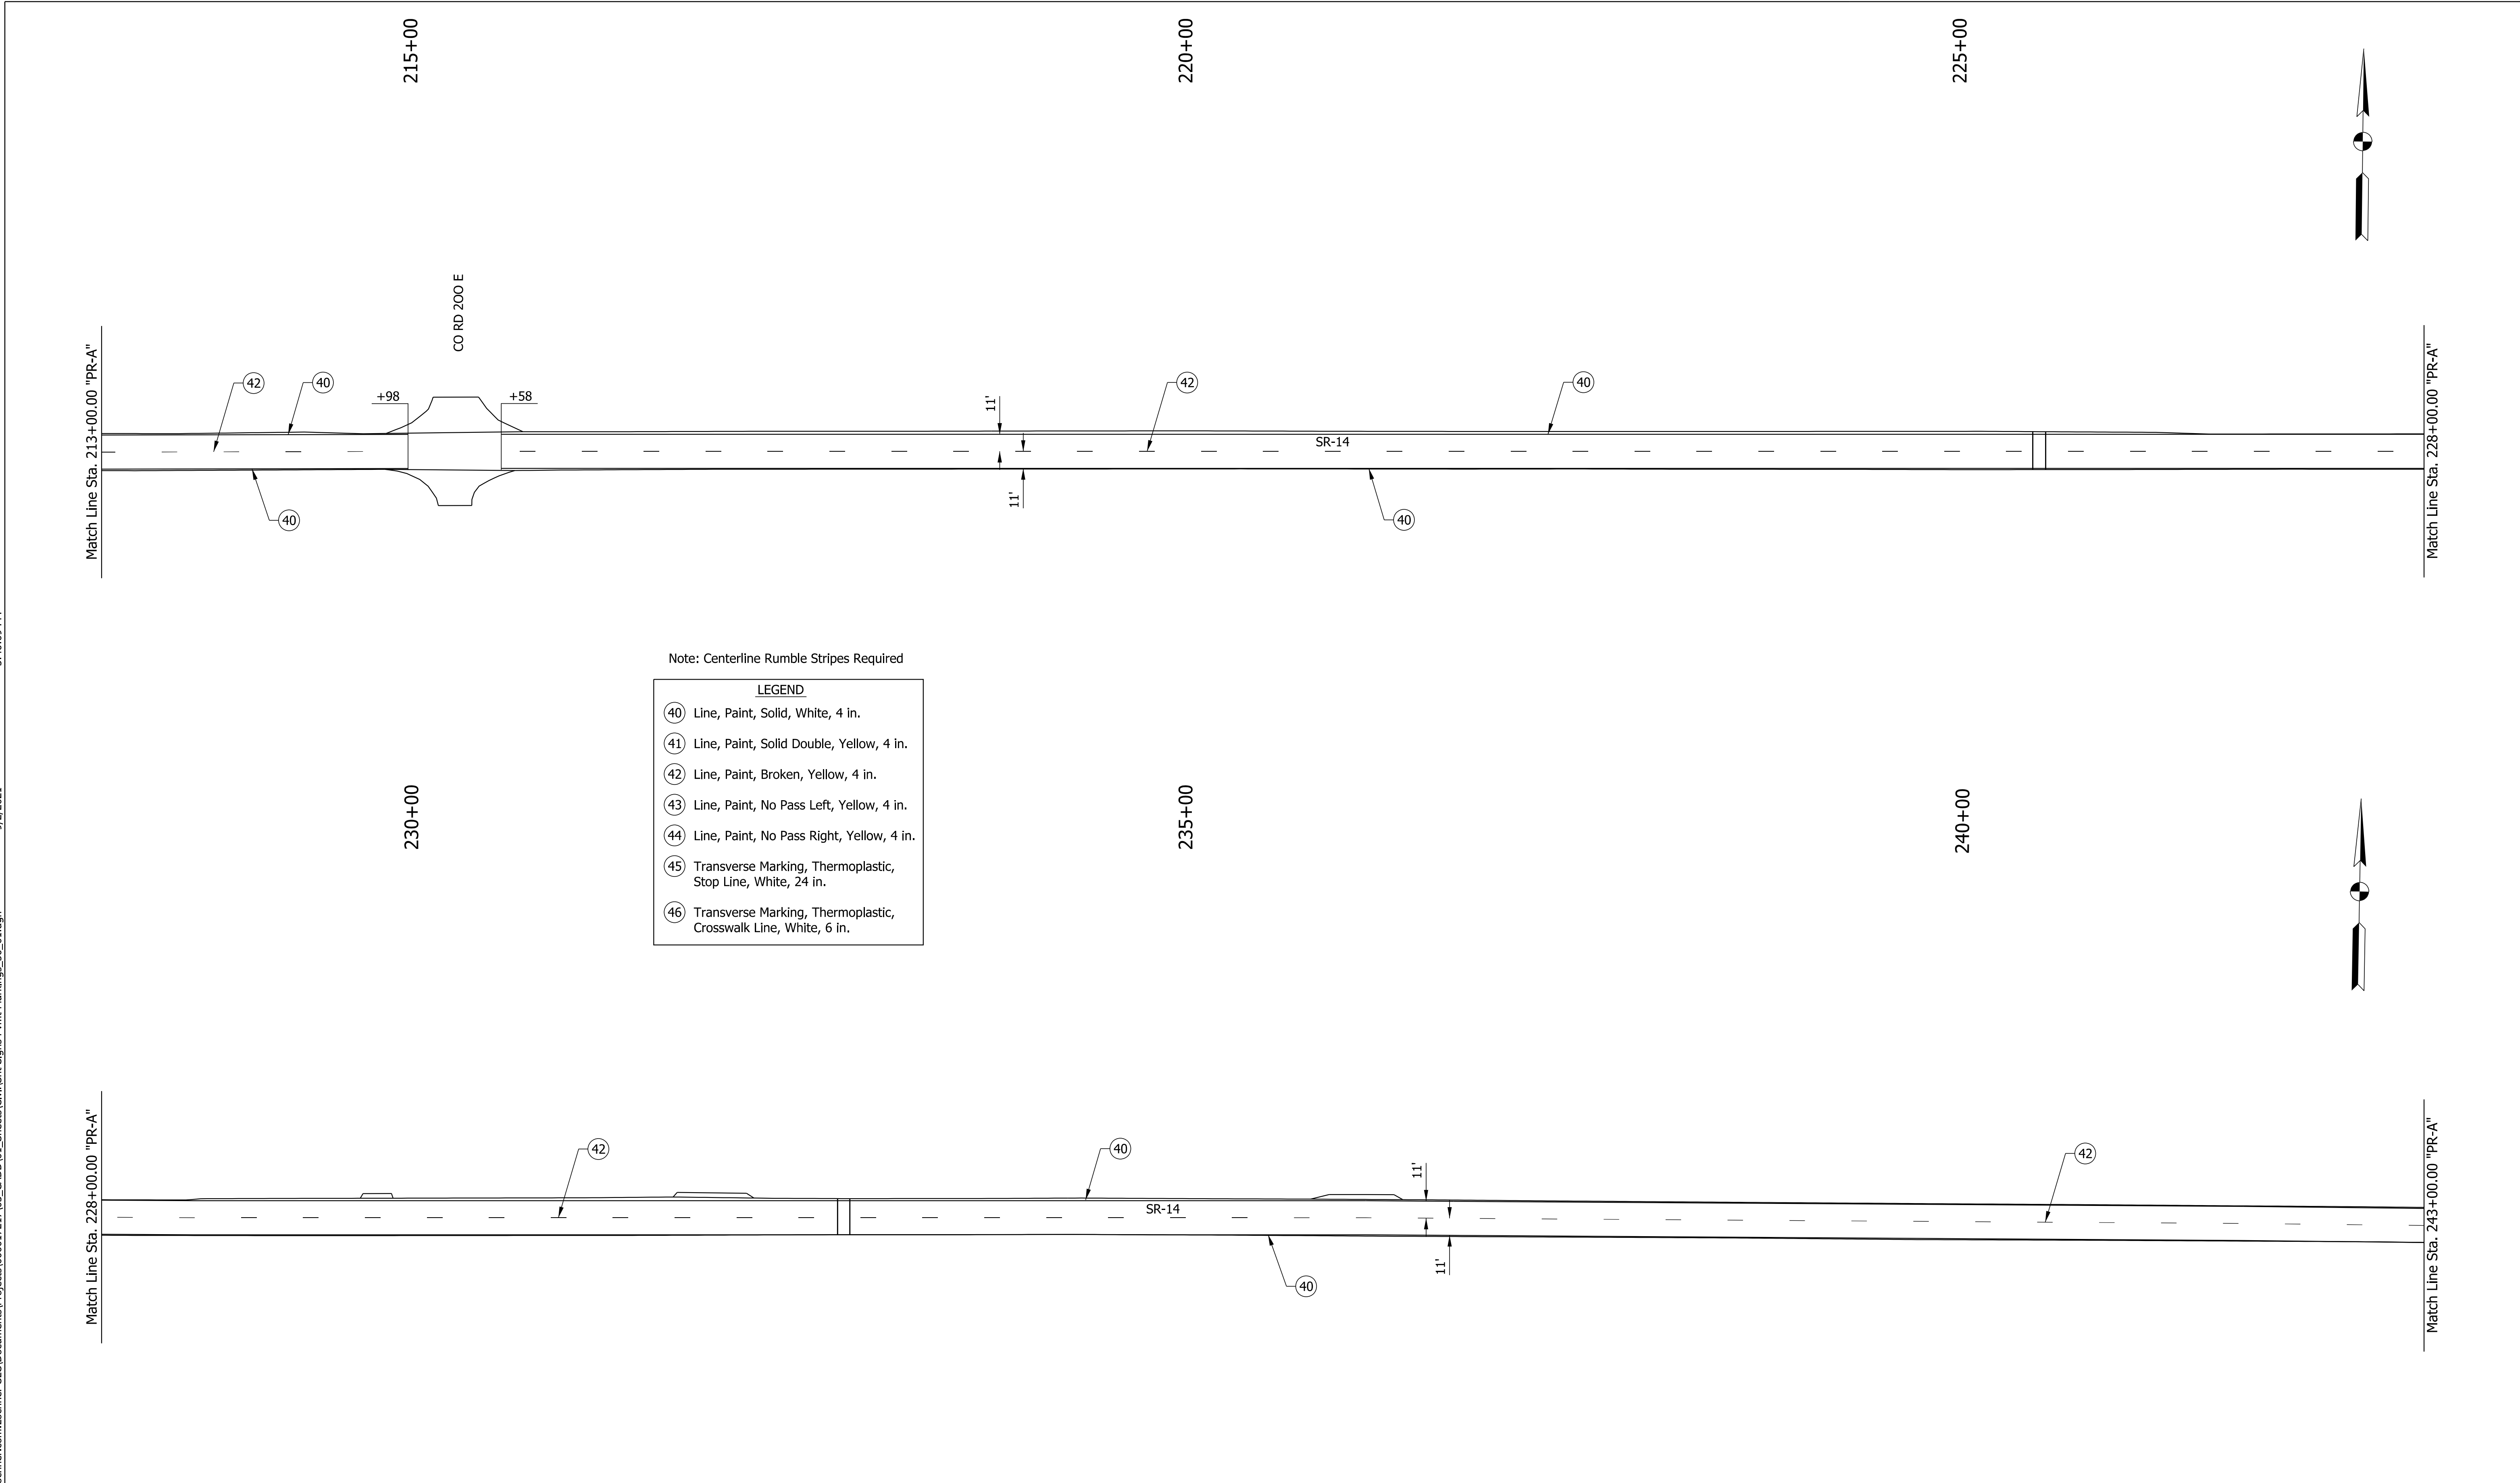 215+00
220+00
225+00
CO RD 2OO E
Match Line Sta. 213+00.00 "PR-A"
42
40
+98
+58
11'
42
40
SR-14
11'
40
40
Match Line Sta. 228+00.00 "PR-A"
Note: Centerline Rumble Stripes Required
LEGEND
40 Line, Paint, Solid, White, 4 in.
41 Line, Paint, Solid Double, Yellow, 4 in.
42 Line, Paint, Broken, Yellow, 4 in.
43 Line, Paint, No Pass Left, Yellow, 4 in.
44 Line, Paint, No Pass Right, Yellow, 4 in.
45 Transverse Marking, Thermoplastic,
Stop Line, White, 24 in.
46 Transverse Marking, Thermoplastic,
Crosswalk Line, White, 6 in.
230+00
235+00
240+00
Match Line Sta. 228+00.00 "PR-A"
42
40
11'
42
SR-14
11'
40
Match Line Sta. 243+00.00 "PR-A"